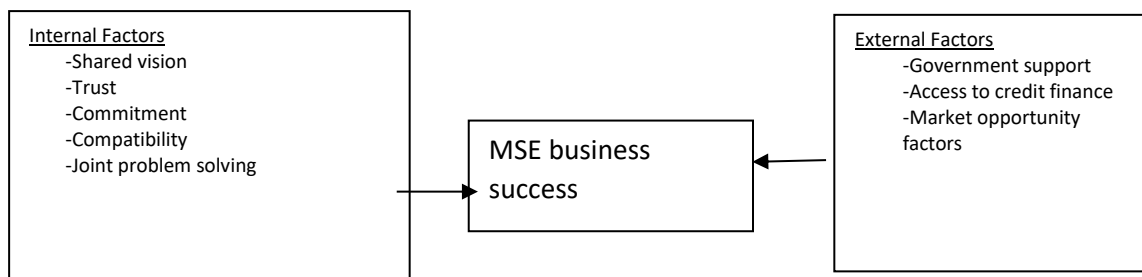 Internal Factors
-Shared vision
-Trust
-Commitment
-Compatibility
-Joint problem solving
MSE business
success
External Factors
-Government support
-Access to credit finance
-Market opportunity
factors